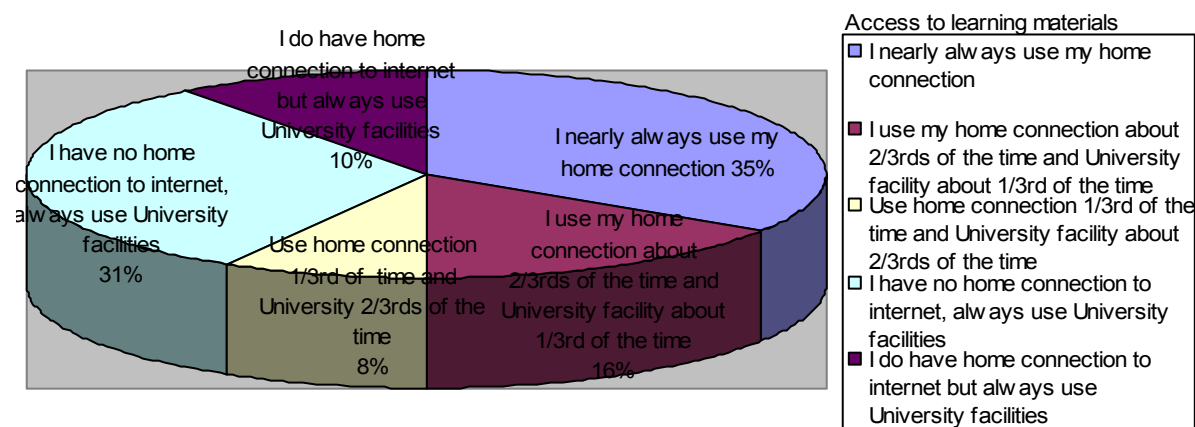 I do have home
connection to internet
but always use
University facilities
10%
I nearly always use my
home connection 35%
I have no home
connection to internet,
always use University
facilities
31%
Use home connection
1/3rd of time and
University 2/3rds of the
time
8%
I use my home
connection about
2/3rds of the time and
University facility about
1/3rd of the time
16%
Access to learning materials
I nearly always use my home
connection
I use my home connection about
2/3rds of the time and University
facility about 1/3rd of the time
Use home connection 1/3rd of the
time and University facility about
2/3rds of the time
I have no home connection to
internet, always use University
facilities
I do have home connection to
internet but always use
University facilities